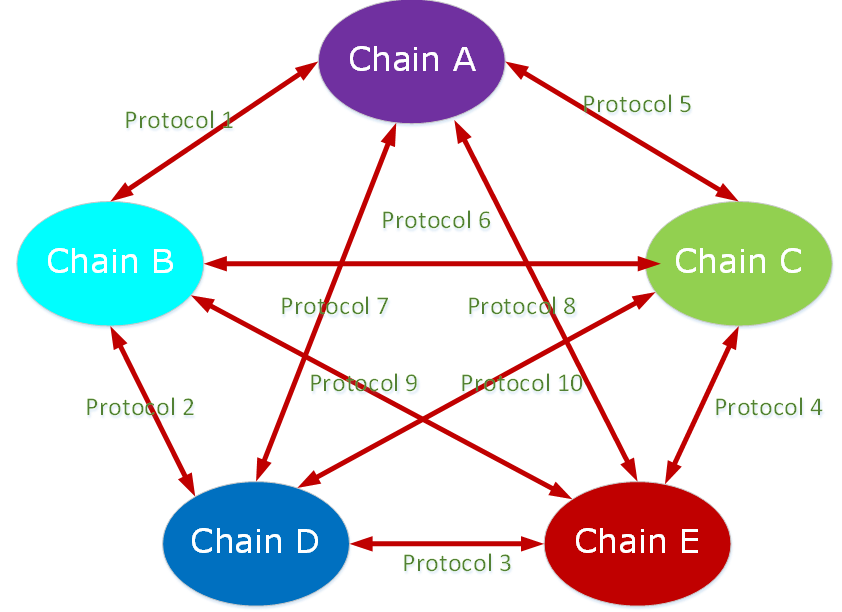 Chain A
Protocol 5
Protocol 1
Protocol 6
Chain B
Chain C
Protocol 7
Protocol 8
Protocol 9
Protocol 10
Protocol 2
Protocol 4
Chain D
Chain E
Protocol 3